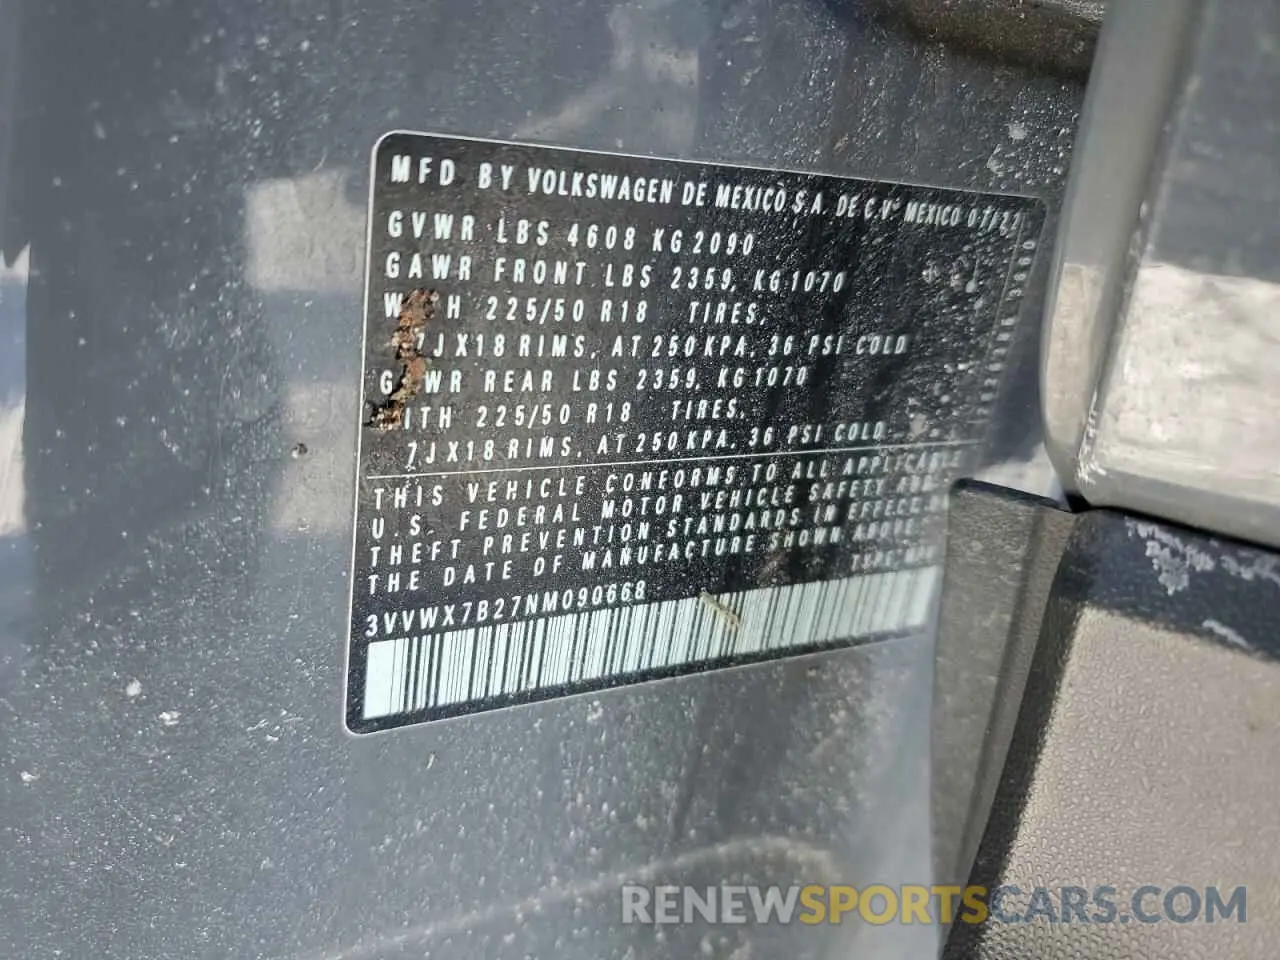 MFD BY VOLKSWAGEN DE MEXICO S.A. DE C.V. MEXICO
GVWR LBS 4608 KG 2090
GAWR FRONT LBS 2359, KG 1070
W H 225/50 R18 TIRES,
7JX18 RIMS, AT 250 KPA, 36 PSI COLD
G WR REAR LBS 2359, KG 1070
WITH 225/50 R18 TIRES,
7JX18 RIMS, AT 250 KPA, 36 PSI COLD
THIS VEHICLE CONFORMS TO ALL APPLICABLE
U.S. FEDERAL MOTOR VEHICLE SAFETY AND
THEFT PREVENTION STANDARDS IN EFFECT ON
THE DATE OF MANUFACTURE SHOWN ABOVE
3VVWX7B27NM090668
RENEWSPORTSCARS.COM